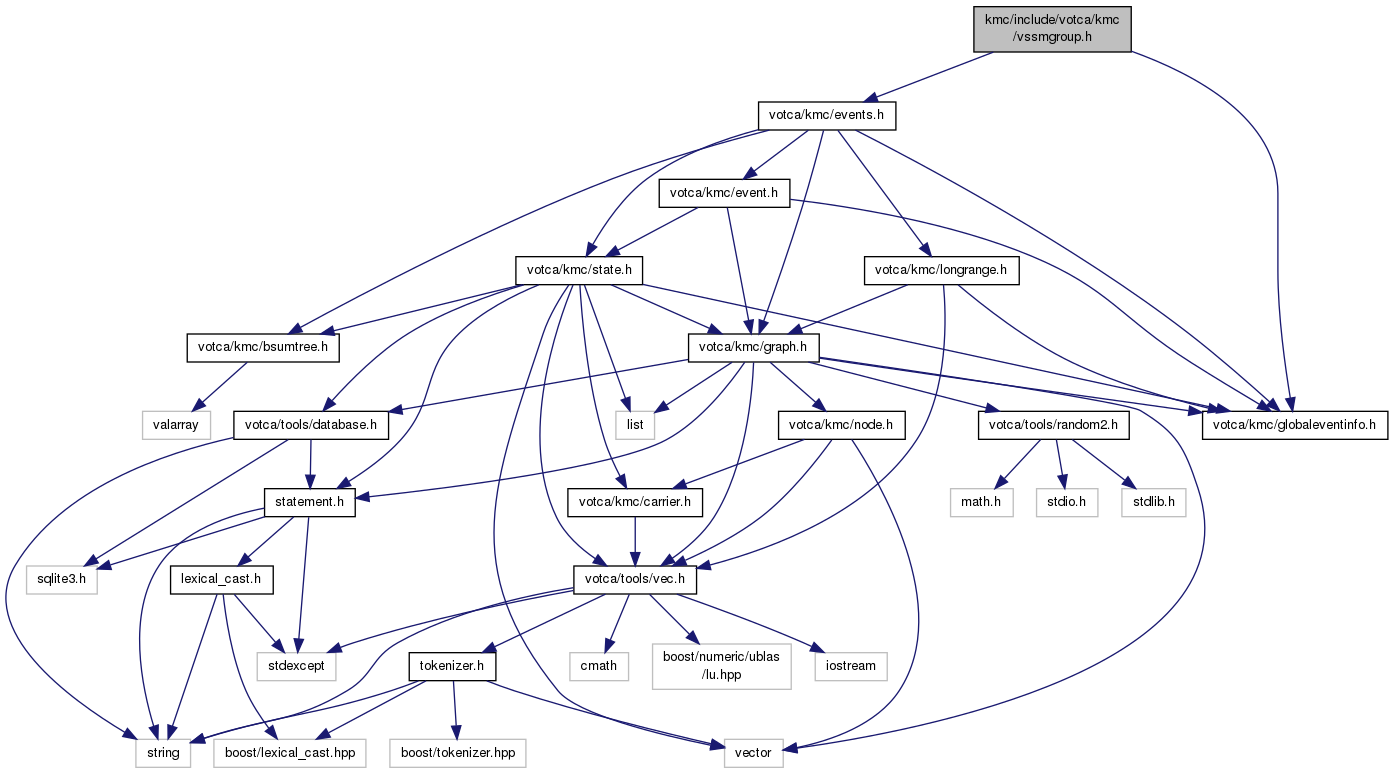 kmc/include/votca/kmc
/vssmgroup.h
votca/kmc/events.h
votca/kmc/event.h
votca/kmc/state.h
votca/kmc/longrange.h
votca/kmc/bsumtree.h
votca/kmc/graph.h
valarray
votca/tools/database.h
list
votca/kmc/node.h
votca/tools/random2.h
votca/kmc/globaleventinfo.h
statement.h
votca/kmc/carrier.h
math.h
stdio.h
stdlib.h
sqlite3.h
lexical_cast.h
votca/tools/vec.h
stdexcept
tokenizer.h
cmath
boost/numeric/ublas
/lu.hpp
iostream
string
boost/lexical_cast.hpp
boost/tokenizer.hpp
vector